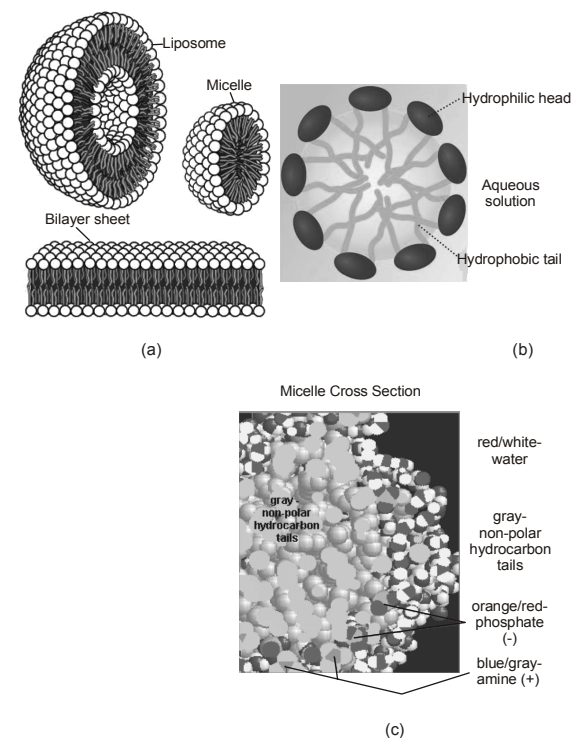 Liposome
Micelle
Bilayer sheet
(a)
Hydrophilic head
Aqueous
solution
Hydrophobic tail
(b)
Micelle Cross Section
gray -
non-polar
hydrocarbon
tails
red/white-
water
gray-
non-polar
hydrocarbon
tails
orange/red-
phosphate
(-)
blue/gray-
amine (+)
(c)